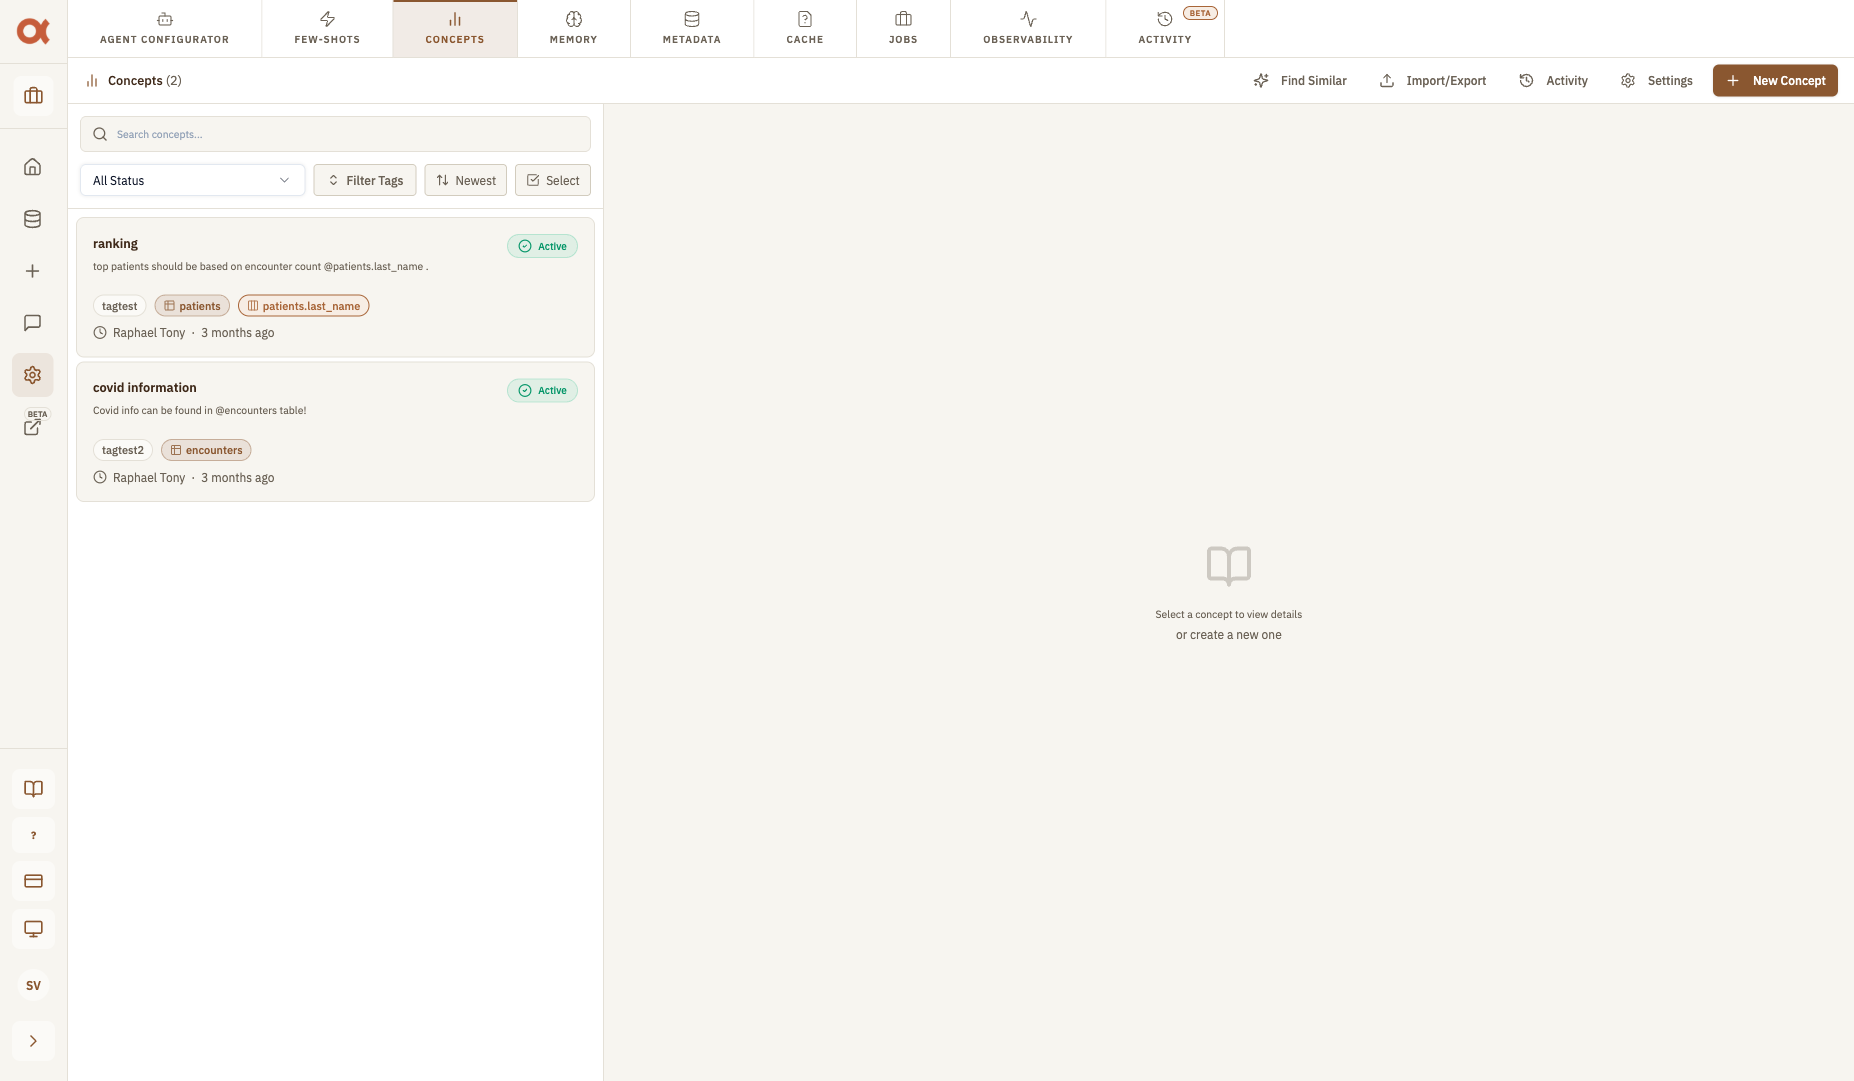 AGENT CONFIGURATOR
FEW-SHOTS
CONCEPTS
MEMORY
METADATA
CACHE
JOBS
OBSERVABILITY
ACTIVITY
BETA
Concepts (2)
Find Similar
Import/Export
Activity
Settings
New Concept
Search concepts...
All Status
Filter Tags
Newest
Select
ranking
Active
top patients should be based on encounter count @patients.last_name .
tagtest
patients
patients.last_name
Raphael Tony · 3 months ago
covid information
Active
Covid info can be found in @encounters table!
tagtest2
encounters
Raphael Tony · 3 months ago
Select a concept to view details
or create a new one
BETA
?
SV